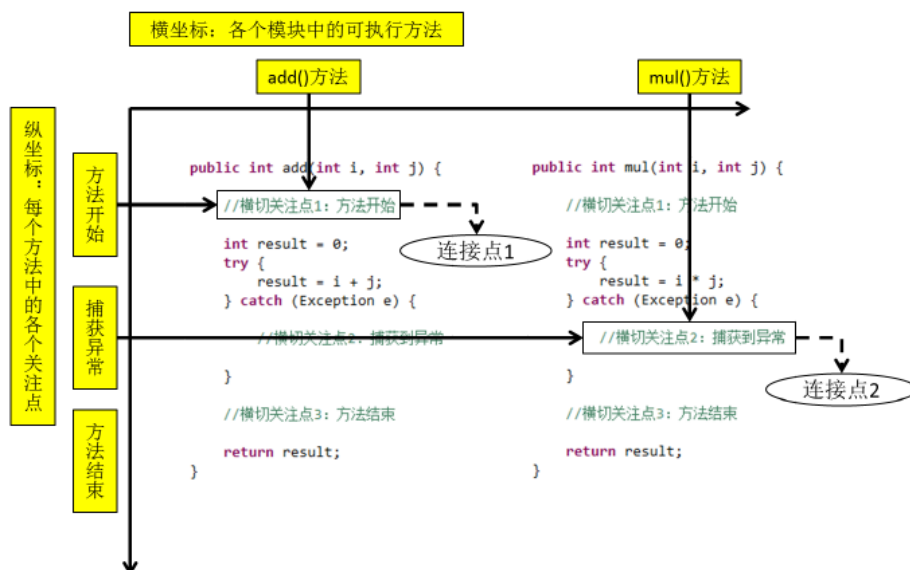 横坐标：各个模块中的可执行方法
add()方法
mul()方法
纵坐标：每个方法中的各个关注点
方法开始
捕获异常
方法结束
public int add(int i, int j) {
//横切关注点1：方法开始
int result = 0;
try {
result = i + j;
} catch (Exception e) {
//横切关注点2：捕获到异常
}
//横切关注点3：方法结束
return result;
}
连接点1
public int mul(int i, int j) {
//横切关注点1：方法开始
int result = 0;
try {
result = i * j;
} catch (Exception e) {
//横切关注点2：捕获到异常
}
//横切关注点3：方法结束
return result;
}
连接点2